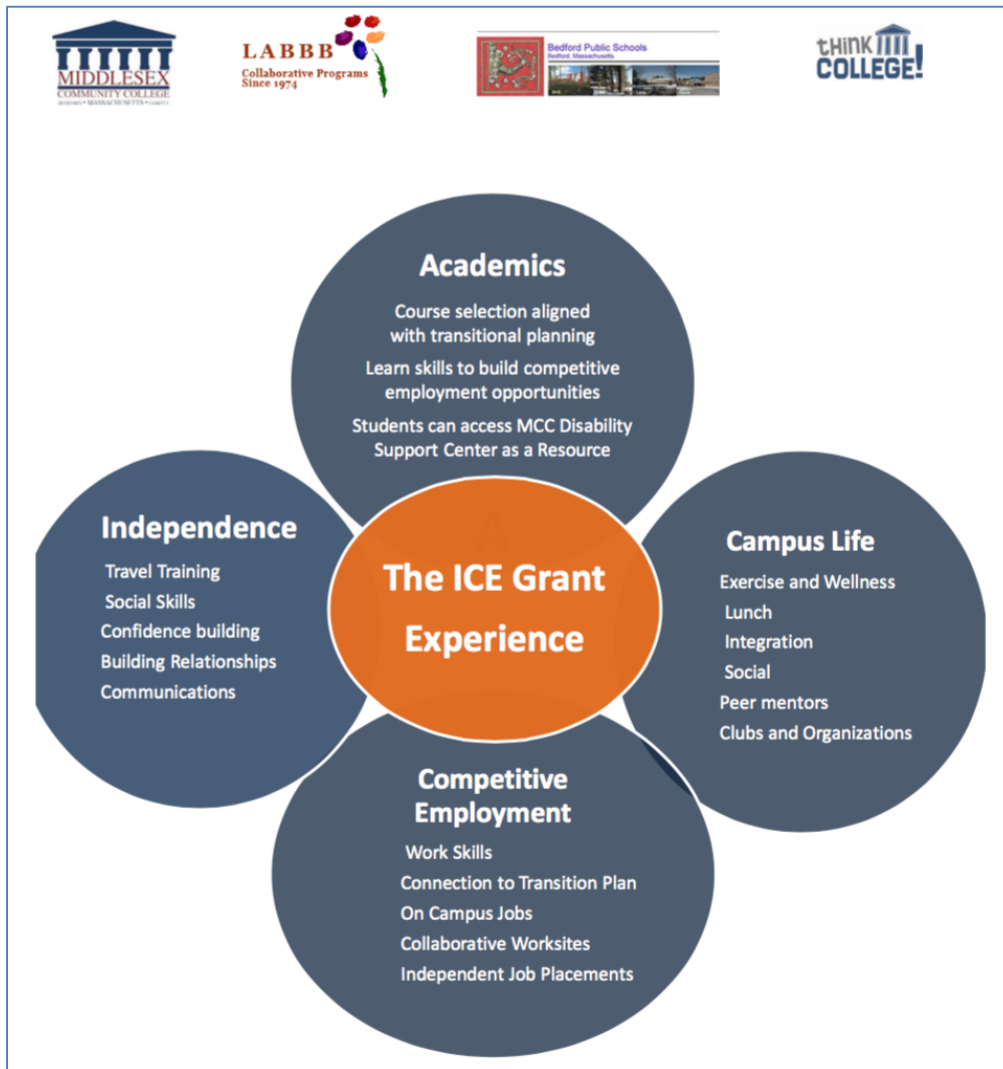 MIDDLESEX
COMMUNITY COLLEGE
LABBB
Collaborative Programs
Since 1974
Bedford Public Schools
Bedford, Massachusetts
THINK
COLLEGE!
Academics
Course selection aligned
with transitional planning
Learn skills to build competitive
employment opportunities
Students can access MCC Disability
Support Center as a Resource
Independence
Travel Training
Social Skills
Confidence building
Building Relationships
Communications
The ICE Grant
Experience
Campus Life
Exercise and Wellness
Lunch
Integration
Social
Peer mentors
Clubs and Organizations
Competitive
Employment
Work Skills
Connection to Transition Plan
On Campus Jobs
Collaborative Worksites
Independent Job Placements